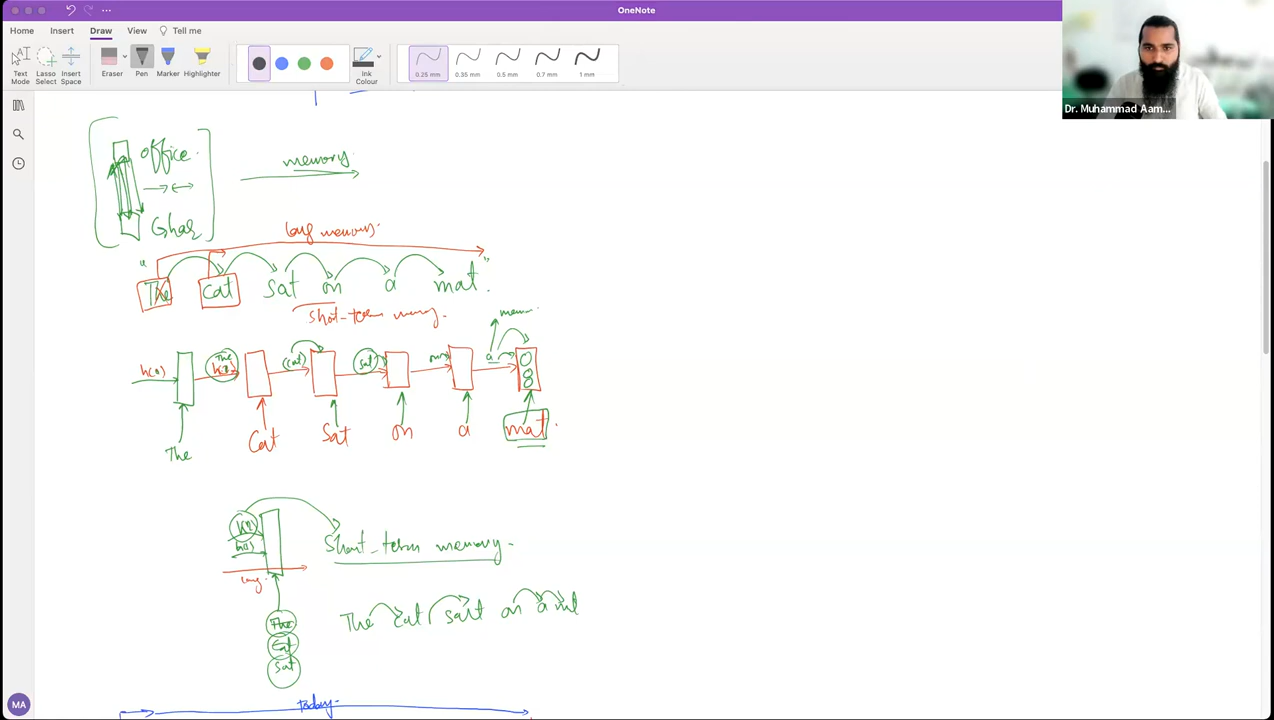 OneNote
Home Insert Draw View Tell me
Text Mode Lasso Select Insert Space Eraser Pen Marker Highlighter Ink Colour 0.25 mm 0.35 mm 0.5 mm 0.7 mm 1 mm
Dr. Muhammad Aam...
office.
memory.
Ghar
long memory.
"The cat sat on a mat".
short-term memory.
The
(cat) sat on a
h(0)
The Cat Sat on a mat.
h(1)
Short-term memory.
long.
The
Cat
Sat
The cat on a
today.
MA